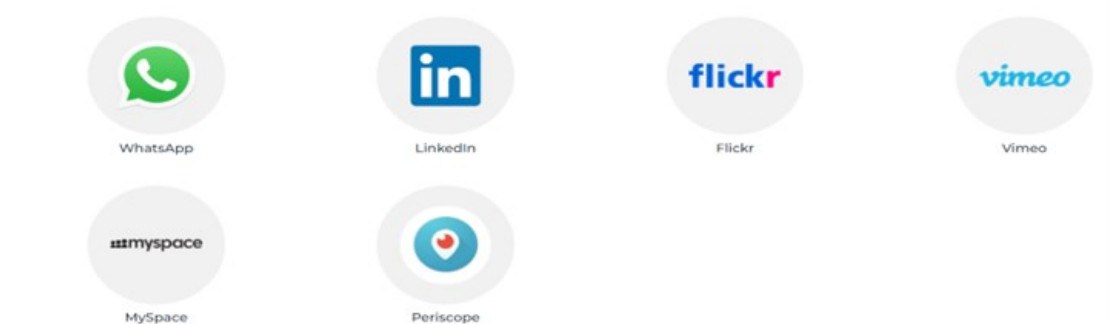 in
flickr
vimeo
WhatsApp
LinkedIn
Flickr
Vimeo
myspace
MySpace
Periscope